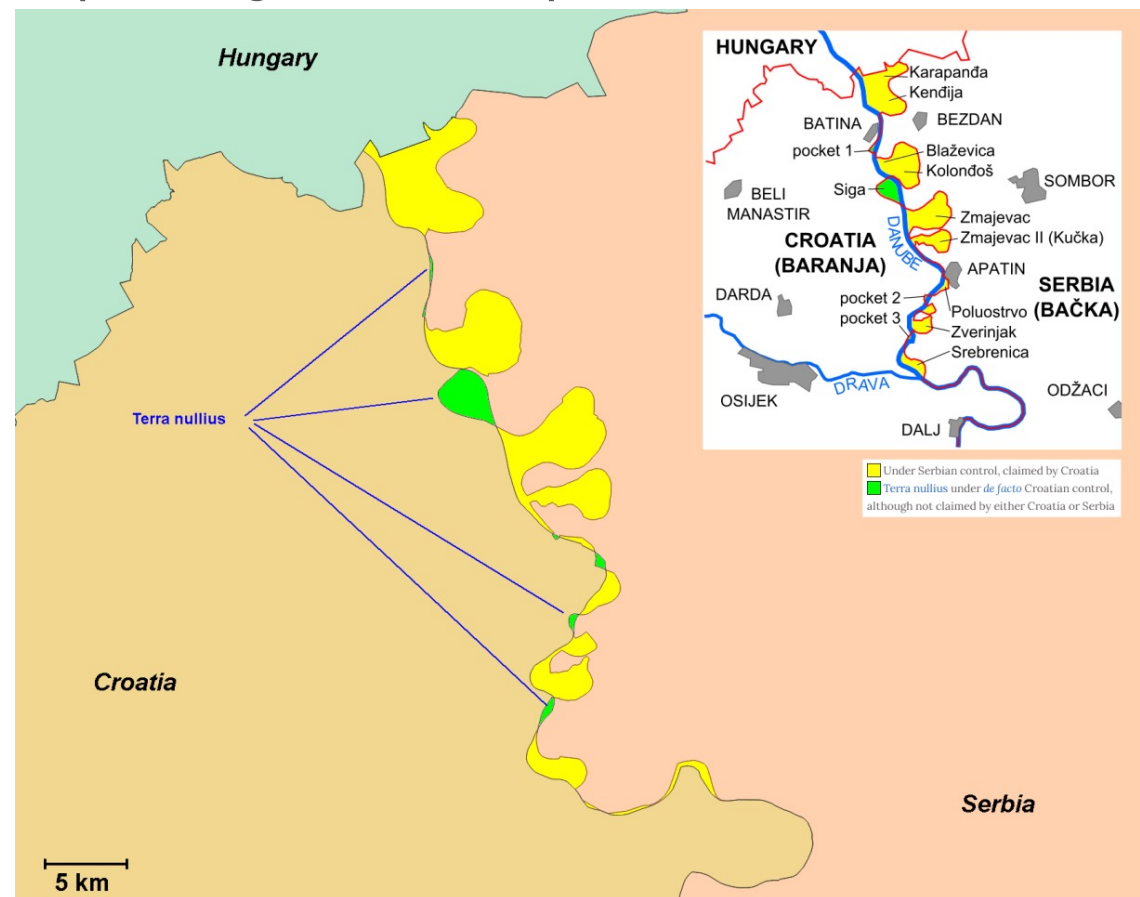 Hungary
Terra nullius
Croatia
Serbia
5 km
HUNGARY
Karapanđa
Kenđija
BATINA
BEZDAN
pocket 1
Blaževica
Kolonđoš
Siga
SOMBOR
BELI
MANASTIR
Zmajevac
Zmajevac II (Kučka)
DANUBE
CROATIA
(BARANJA)
APATIN
SERBIA
(BAČKA)
DARDA
pocket 2
Poluostrvo
pocket 3
Zverinjak
Srebrenica
OSIJEK
DRAVA
ODŽACI
DALJ
Under Serbian control, claimed by Croatia
Terra nullius under de facto Croatian control,
although not claimed by either Croatia or Serbia